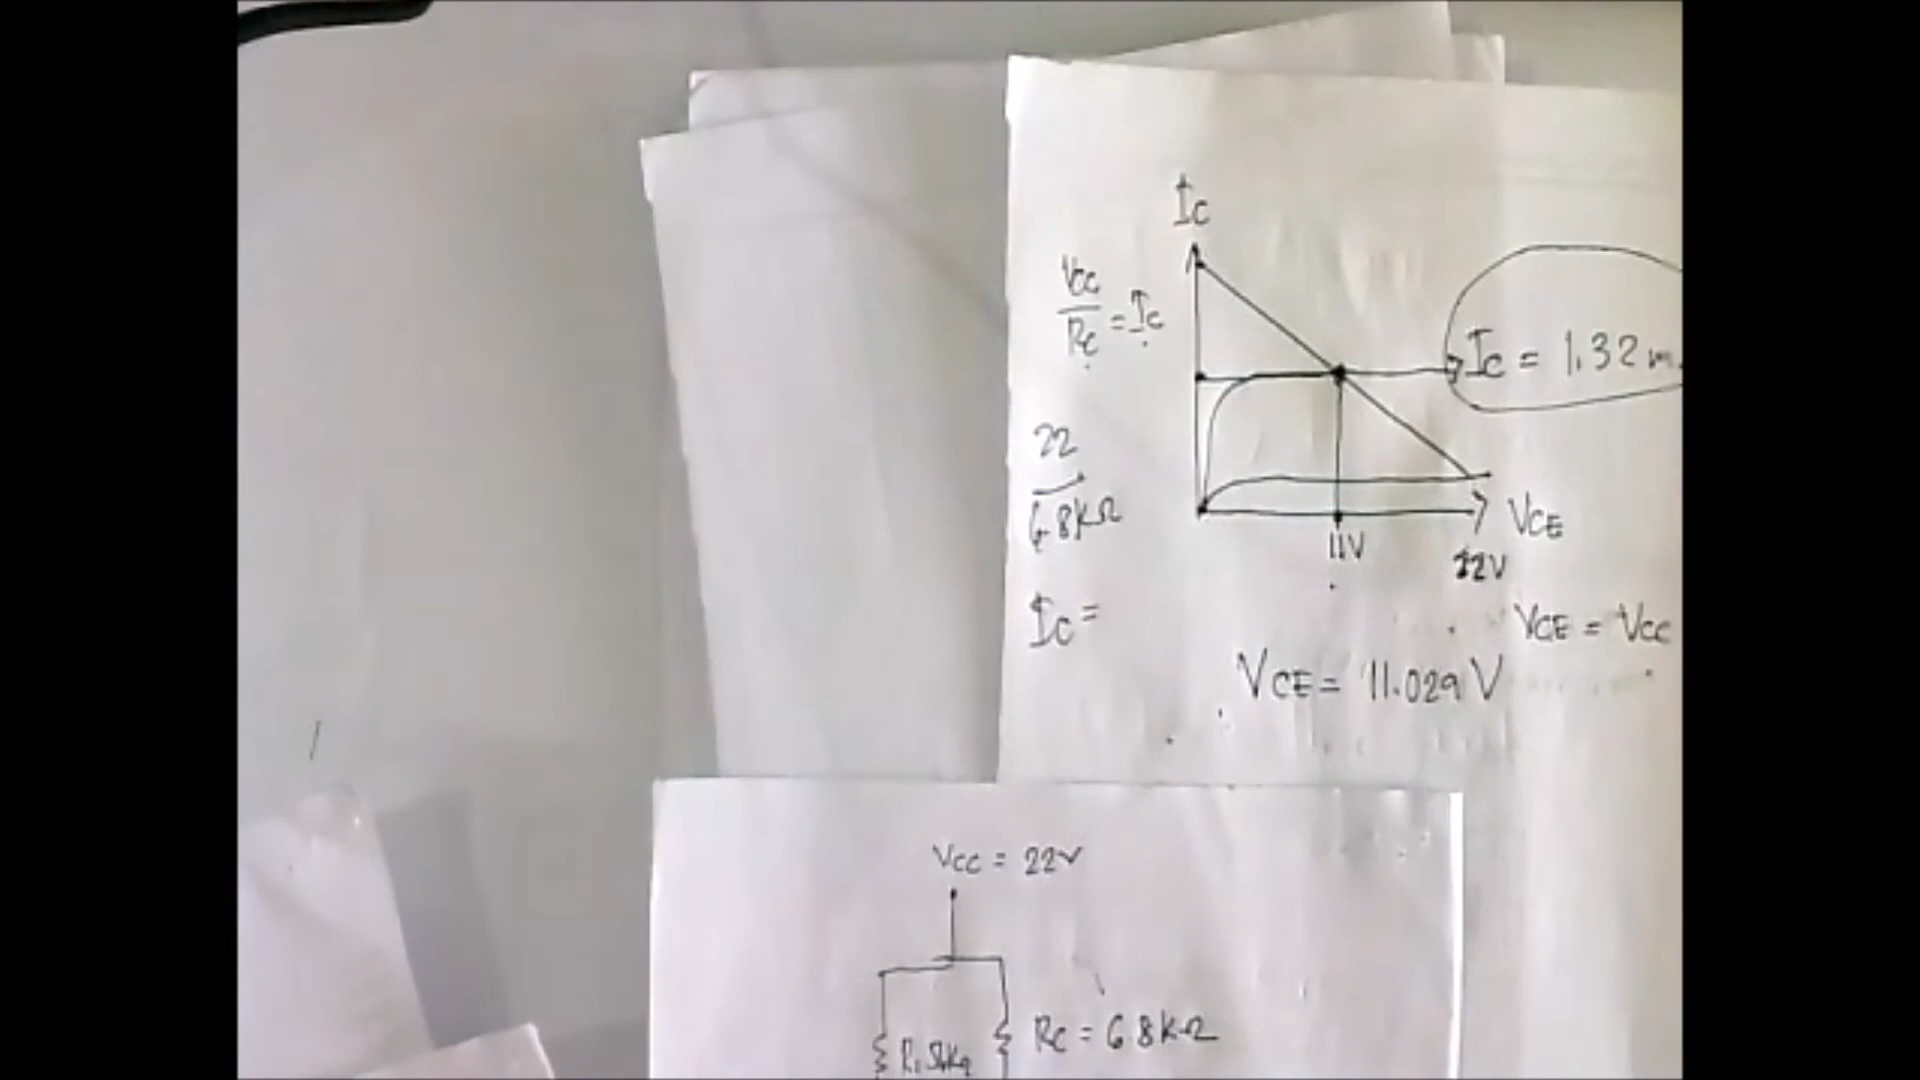 Ic
Vcc
Rc = Ic
Ic = 1.32 m
22
6.8kΩ
11V
22V
VCE
Ic =
VCE = Vcc
VCE = 11.029 V
Vcc = 22V
Rc = 6.8kΩ